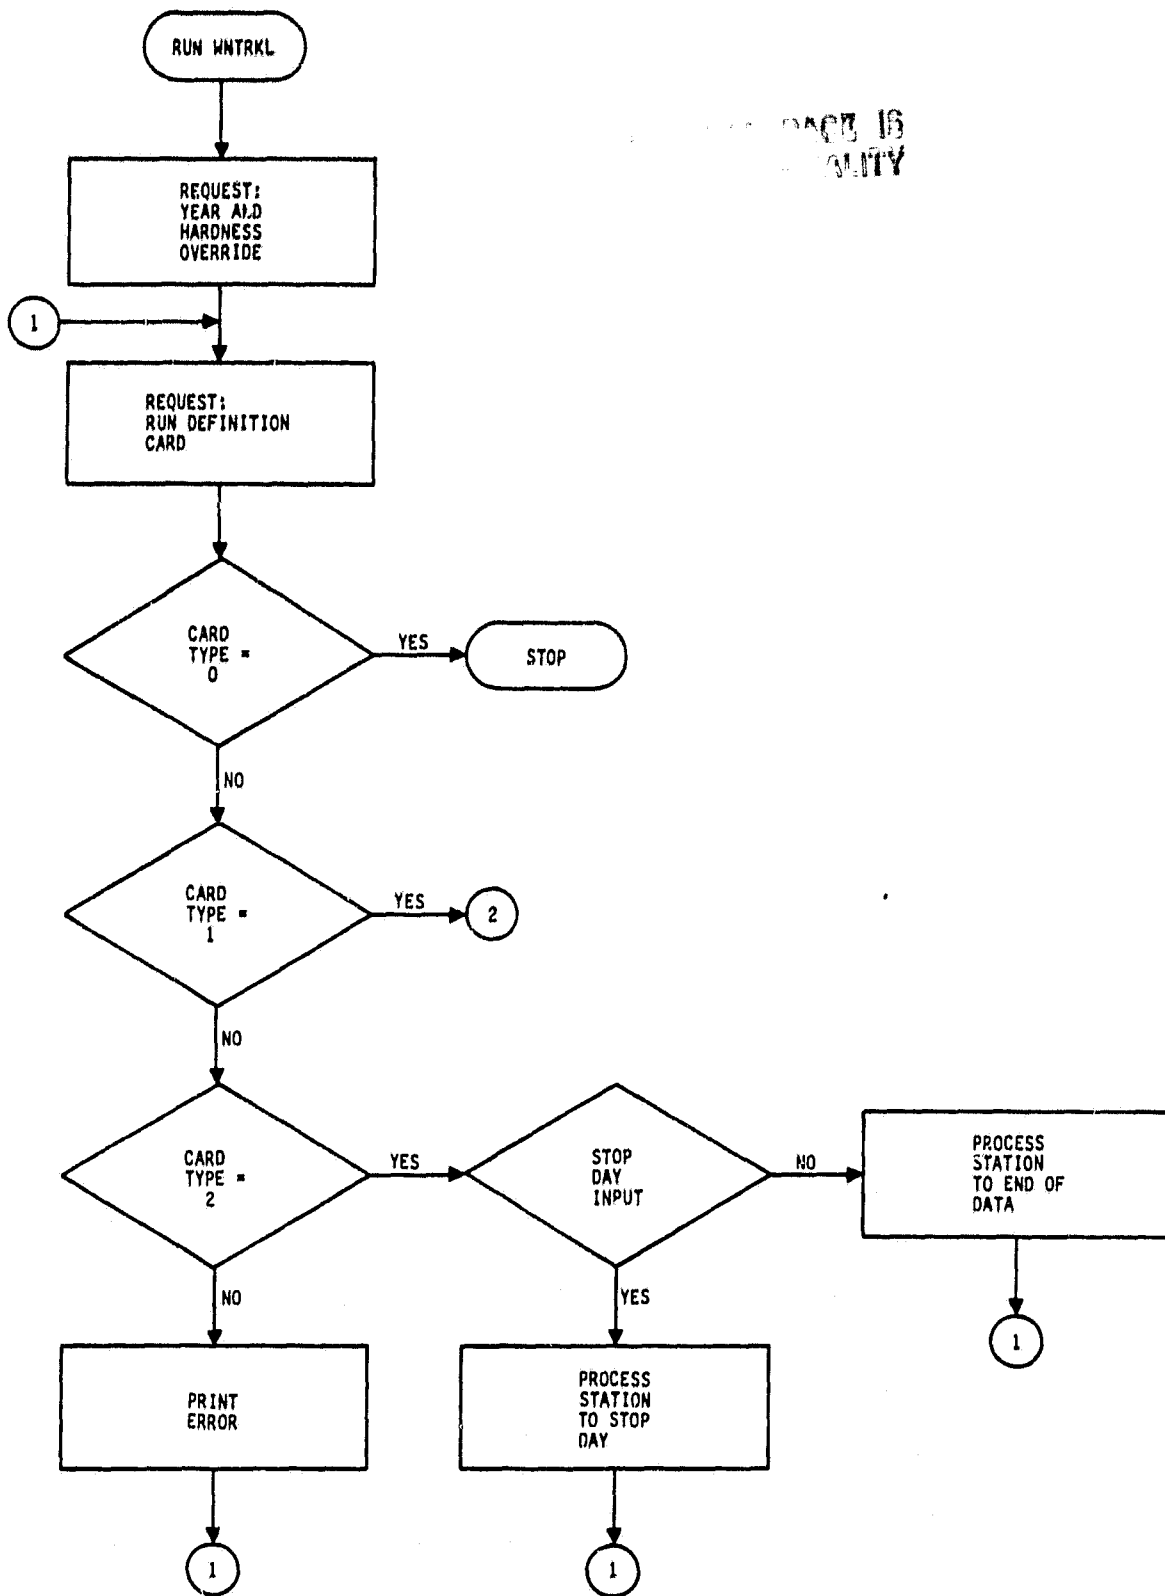 RUN WNTRKL
PAGE IS
REQUEST:
YEAR AND
HARDNESS
OVERRIDE
1
REQUEST:
RUN DEFINITION
CARD
CARD
TYPE =
0
YES
STOP
NO
CARD
TYPE =
1
YES
2
NO
CARD
TYPE =
2
YES
STOP
DAY
INPUT
NO
PROCESS
STATION
TO END OF
DATA
NO
YES
1
PRINT
ERROR
PROCESS
STATION
TO STOP
DAY
1
1